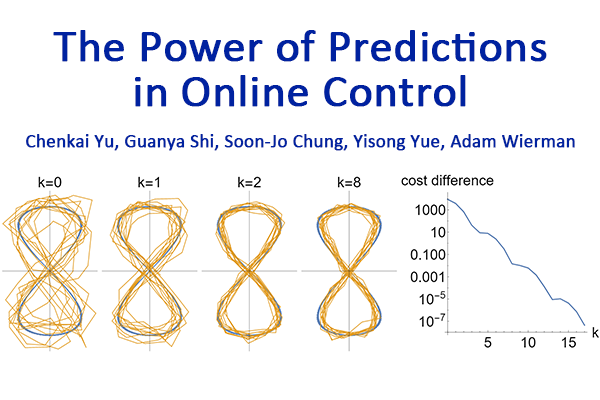 The Power of Predictions
in Online Control
Chenkai Yu, Guanya Shi, Soon-Jo Chung, Yisong Yue, Adam Wierman
k=0 k=1 k=2 k=8 cost difference
1000
10
0.100
0.001
10⁻⁵
10⁻⁷
5 10 15 k